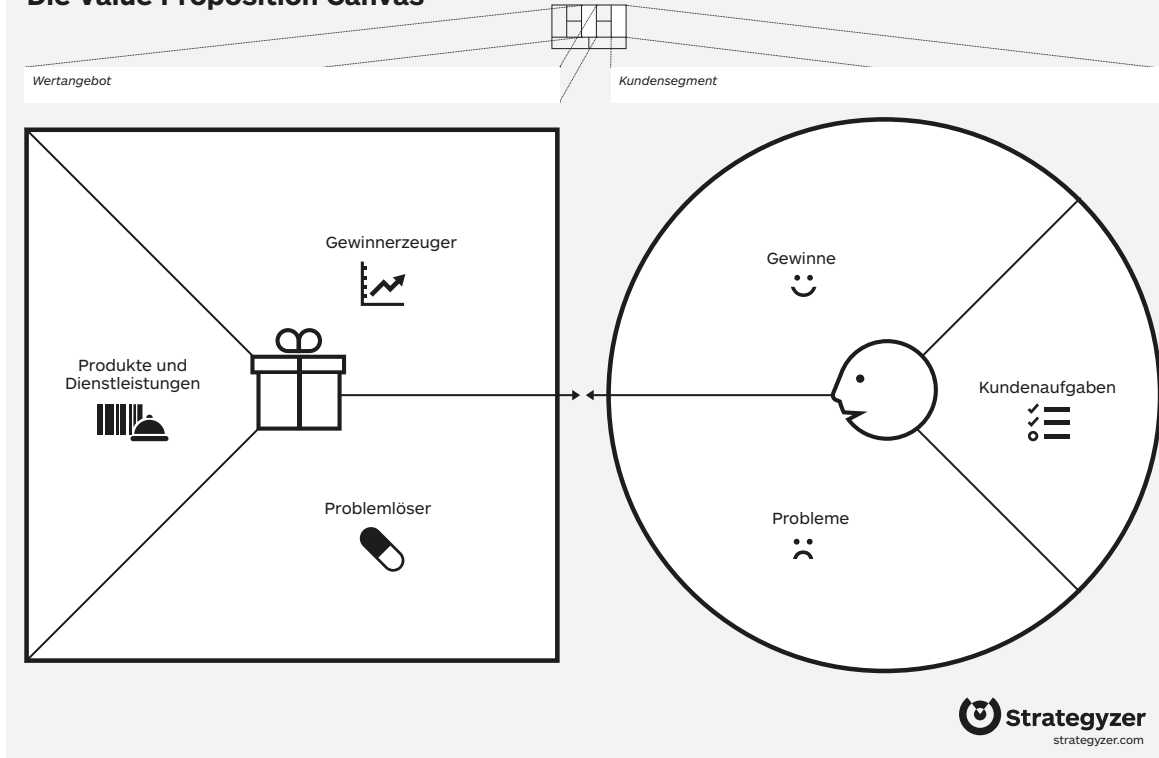 Die Value Proposition Canvas
Wertangebot
Kundensegment
Gewinnerzeuger
Gewinne
Produkte und
Dienstleistungen
Kundenaufgaben
Problemlöser
Probleme
Strategyzer
strategyzer.com